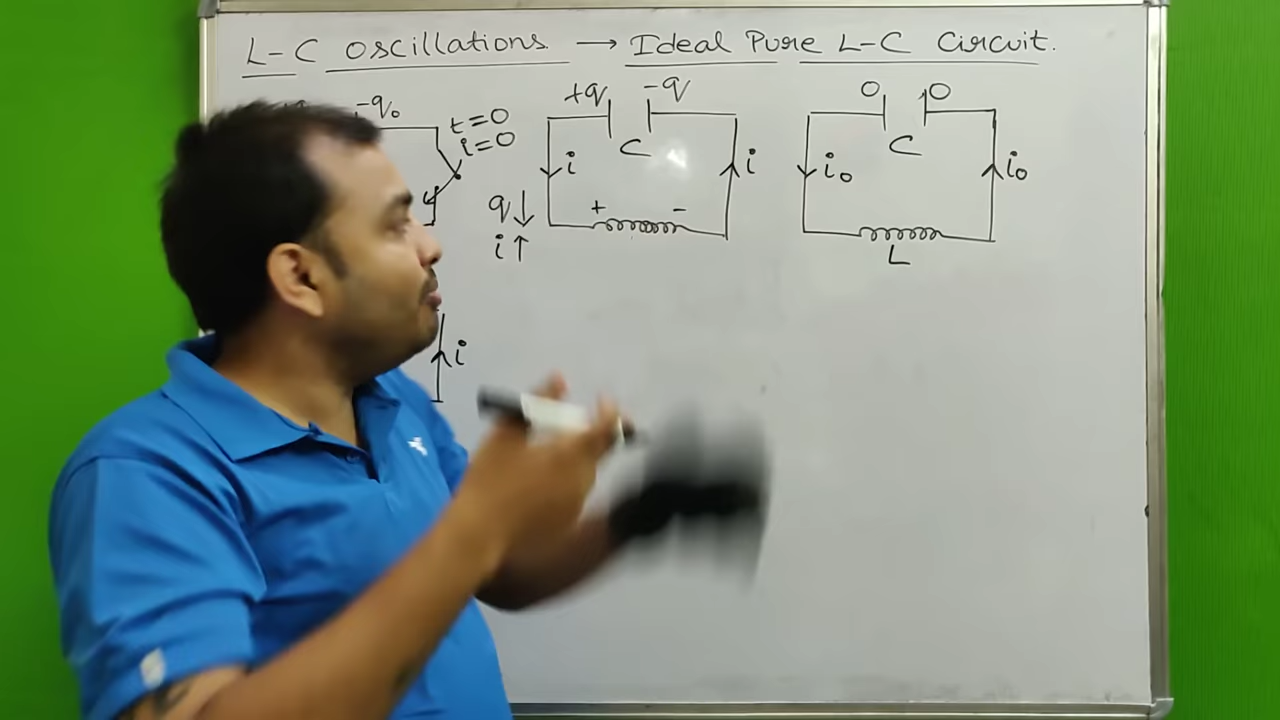 L-C Oscillations → Ideal Pure L-C Circuit.
-q₀
t=0
i=0
+q -q
C
i i
+ -
q↓
i↑
0 0
C
i₀ i₀
L
i